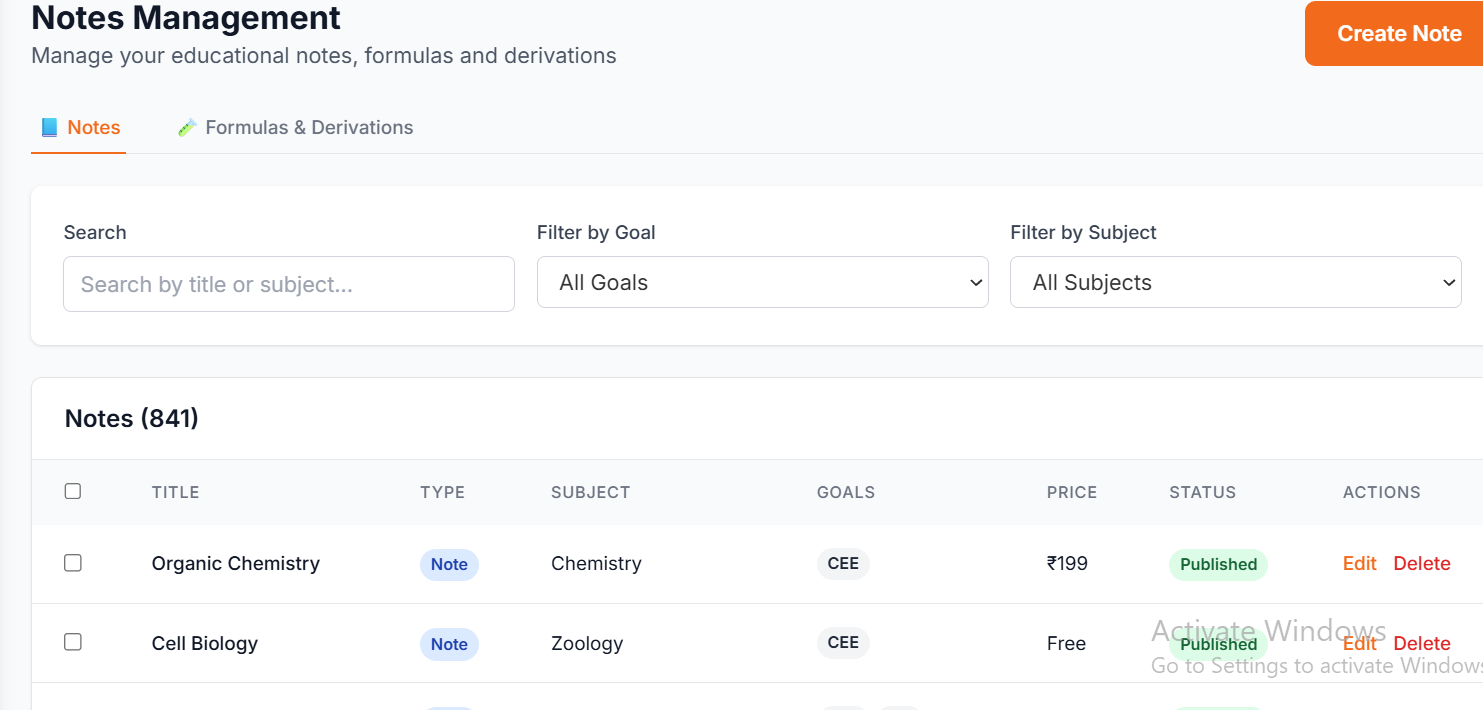 Notes Management
Manage your educational notes, formulas and derivations
Create Note
Notes
Formulas & Derivations
Search
Filter by Goal
Filter by Subject
Search by title or subject...
All Goals
All Subjects
Notes (841)
TITLE TYPE SUBJECT GOALS PRICE STATUS ACTIONS
Organic Chemistry Note Chemistry CEE ₹199 Published Edit Delete
Cell Biology Note Zoology CEE Free Published Edit Delete
Activate Windows
Go to Settings to activate Windows